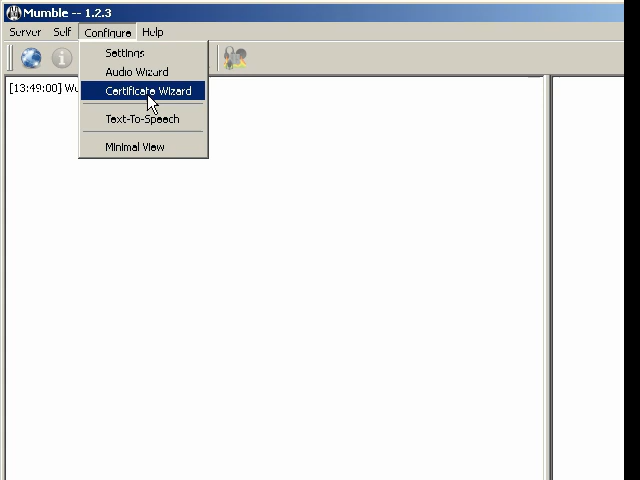 Mumble -- 1.2.3
Server Self Configure Help
Settings
Audio Wizard
[13:49:00]
Certificate Wizard
Text-To-Speech
Minimal View